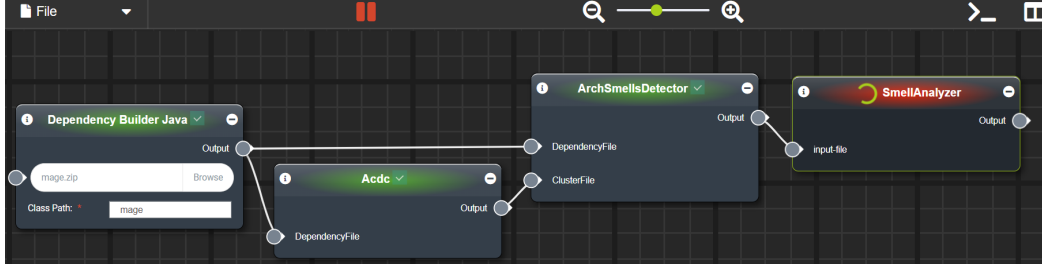 File
Dependency Builder Java
Output
mage.zip Browse
Class Path: * mage
Acdc
Output
DependencyFile
ArchSmellsDetector
Output
DependencyFile
ClusterFile
SmellAnalyzer
Output
input-file